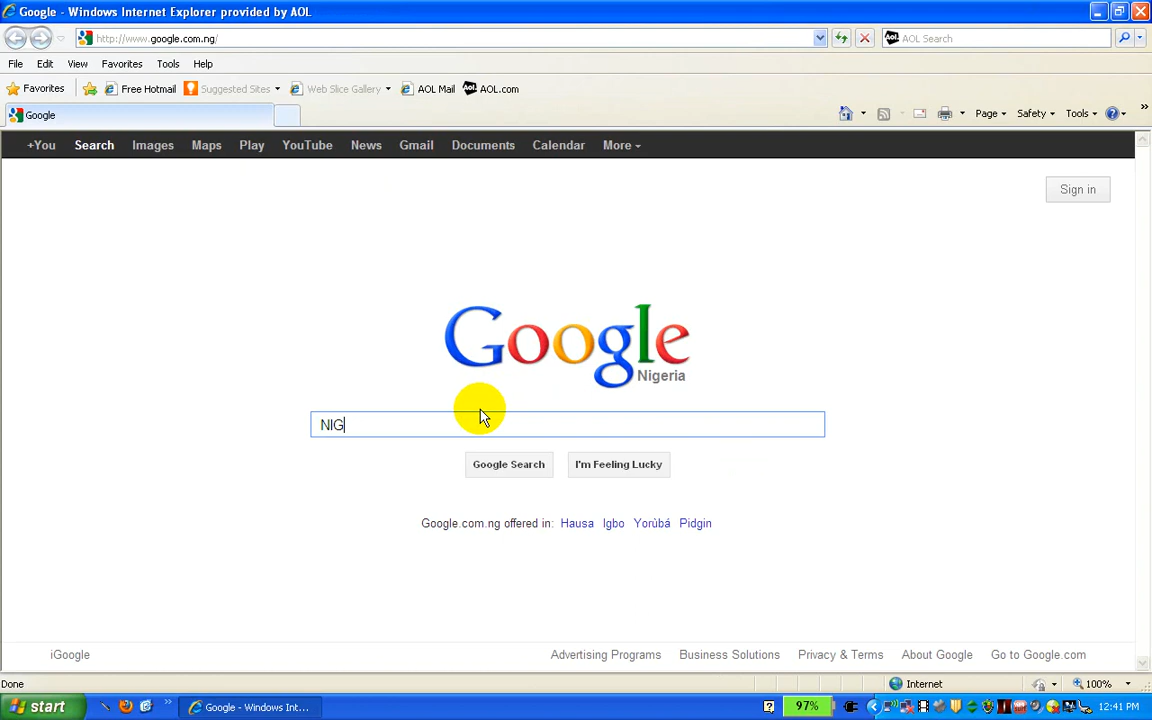 Google - Windows Internet Explorer provided by AOL
http://www.google.com.ng/
AOL Search
File Edit View Favorites Tools Help
Favorites Free Hotmail Suggested Sites Web Slice Gallery AOL Mail AOL.com
Google
Page Safety Tools
+You Search Images Maps Play YouTube News Gmail Documents Calendar More
Sign in
Google
Nigeria
NIG
Google Search I'm Feeling Lucky
Google.com.ng offered in: Hausa Igbo Yorùbá Pidgin
iGoogle Advertising Programs Business Solutions Privacy & Terms About Google Go to Google.com
Done Internet 100%
start Google - Windows Int... 97% 12:41 PM